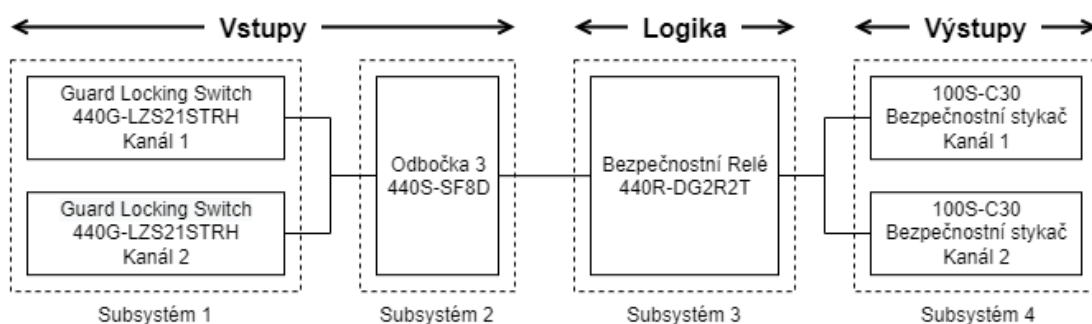 Vstupy
Logika
Výstupy
Guard Locking Switch
440G-LZS21STRH
Kanál 1
Guard Locking Switch
440G-LZS21STRH
Kanál 2
Odbočka 3
440S-SF8D
Bezpečnostní Relé
440R-DG2R2T
100S-C30
Bezpečnostní stykač
Kanál 1
100S-C30
Bezpečnostní stykač
Kanál 2
Subsystém 1
Subsystém 2
Subsystém 3
Subsystém 4